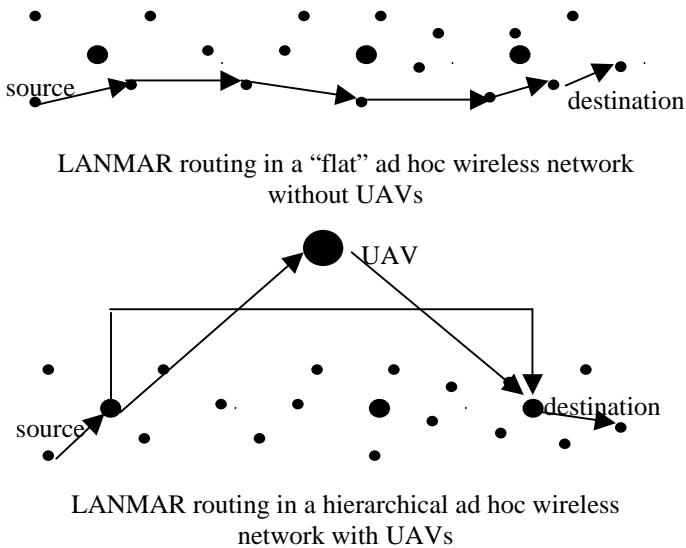 source
destination
LANMAR routing in a “flat” ad hoc wireless network
without UAVs
UAV
destination
source
LANMAR routing in a hierarchical ad hoc wireless
network with UAVs